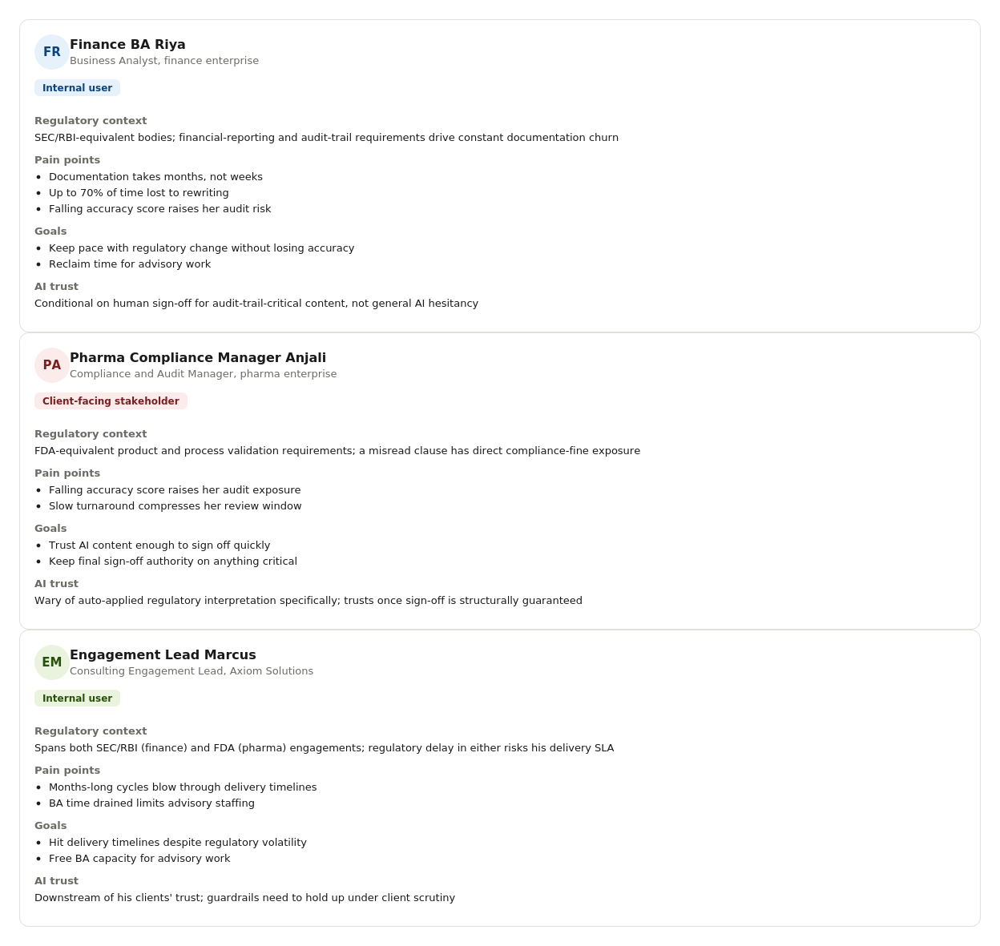 FR
Finance BA Riya
Business Analyst, finance enterprise
Internal user
Regulatory context
SEC/RBI-equivalent bodies; financial-reporting and audit-trail requirements drive constant documentation churn
Pain points
• Documentation takes months, not weeks
• Up to 70% of time lost to rewriting
• Falling accuracy score raises her audit risk
Goals
• Keep pace with regulatory change without losing accuracy
• Reclaim time for advisory work
AI trust
Conditional on human sign-off for audit-trail-critical content, not general AI hesitancy
PA
Pharma Compliance Manager Anjali
Compliance and Audit Manager, pharma enterprise
Client-facing stakeholder
Regulatory context
FDA-equivalent product and process validation requirements; a misread clause has direct compliance-fine exposure
Pain points
• Falling accuracy score raises her audit exposure
• Slow turnaround compresses her review window
Goals
• Trust AI content enough to sign off quickly
• Keep final sign-off authority on anything critical
AI trust
Wary of auto-applied regulatory interpretation specifically; trusts once sign-off is structurally guaranteed
EM
Engagement Lead Marcus
Consulting Engagement Lead, Axiom Solutions
Internal user
Regulatory context
Spans both SEC/RBI (finance) and FDA (pharma) engagements; regulatory delay in either risks his delivery SLA
Pain points
• Months-long cycles blow through delivery timelines
• BA time drained limits advisory staffing
Goals
• Hit delivery timelines despite regulatory volatility
• Free BA capacity for advisory work
AI trust
Downstream of his clients' trust; guardrails need to hold up under client scrutiny